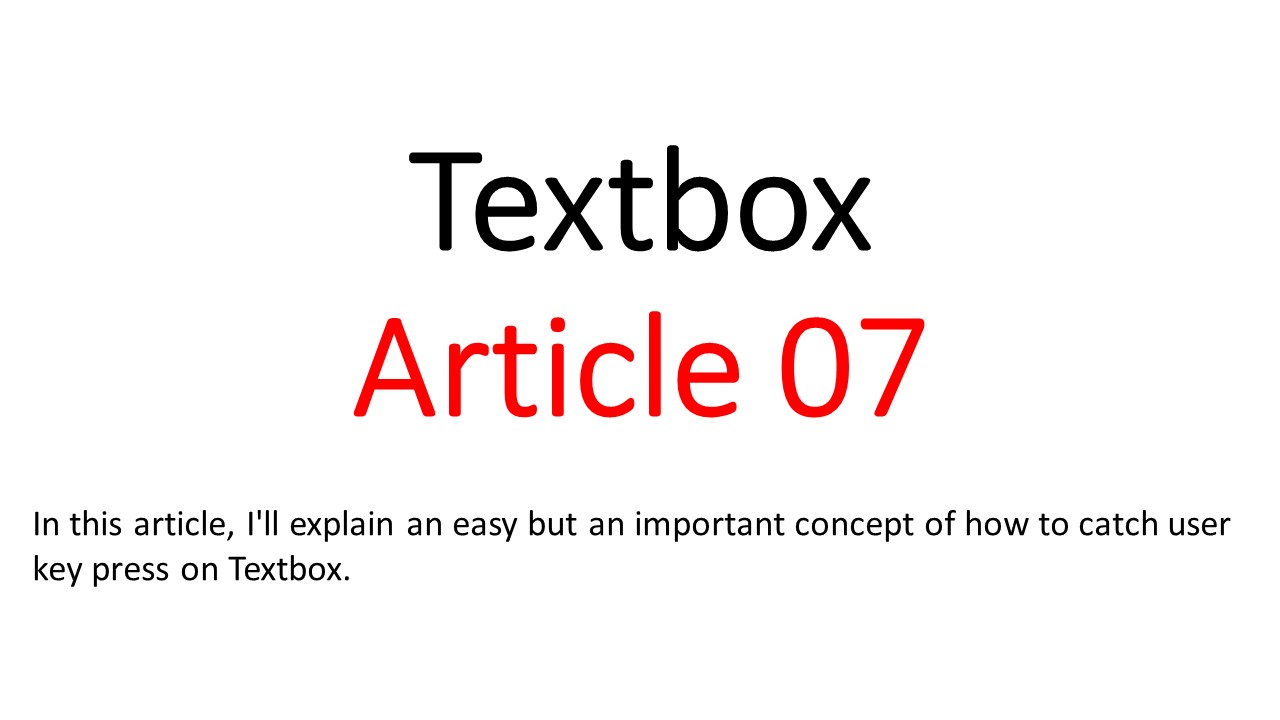 Textbox
Article 07
In this article, I'll explain an easy but an important concept of how to catch user
key press on Textbox.